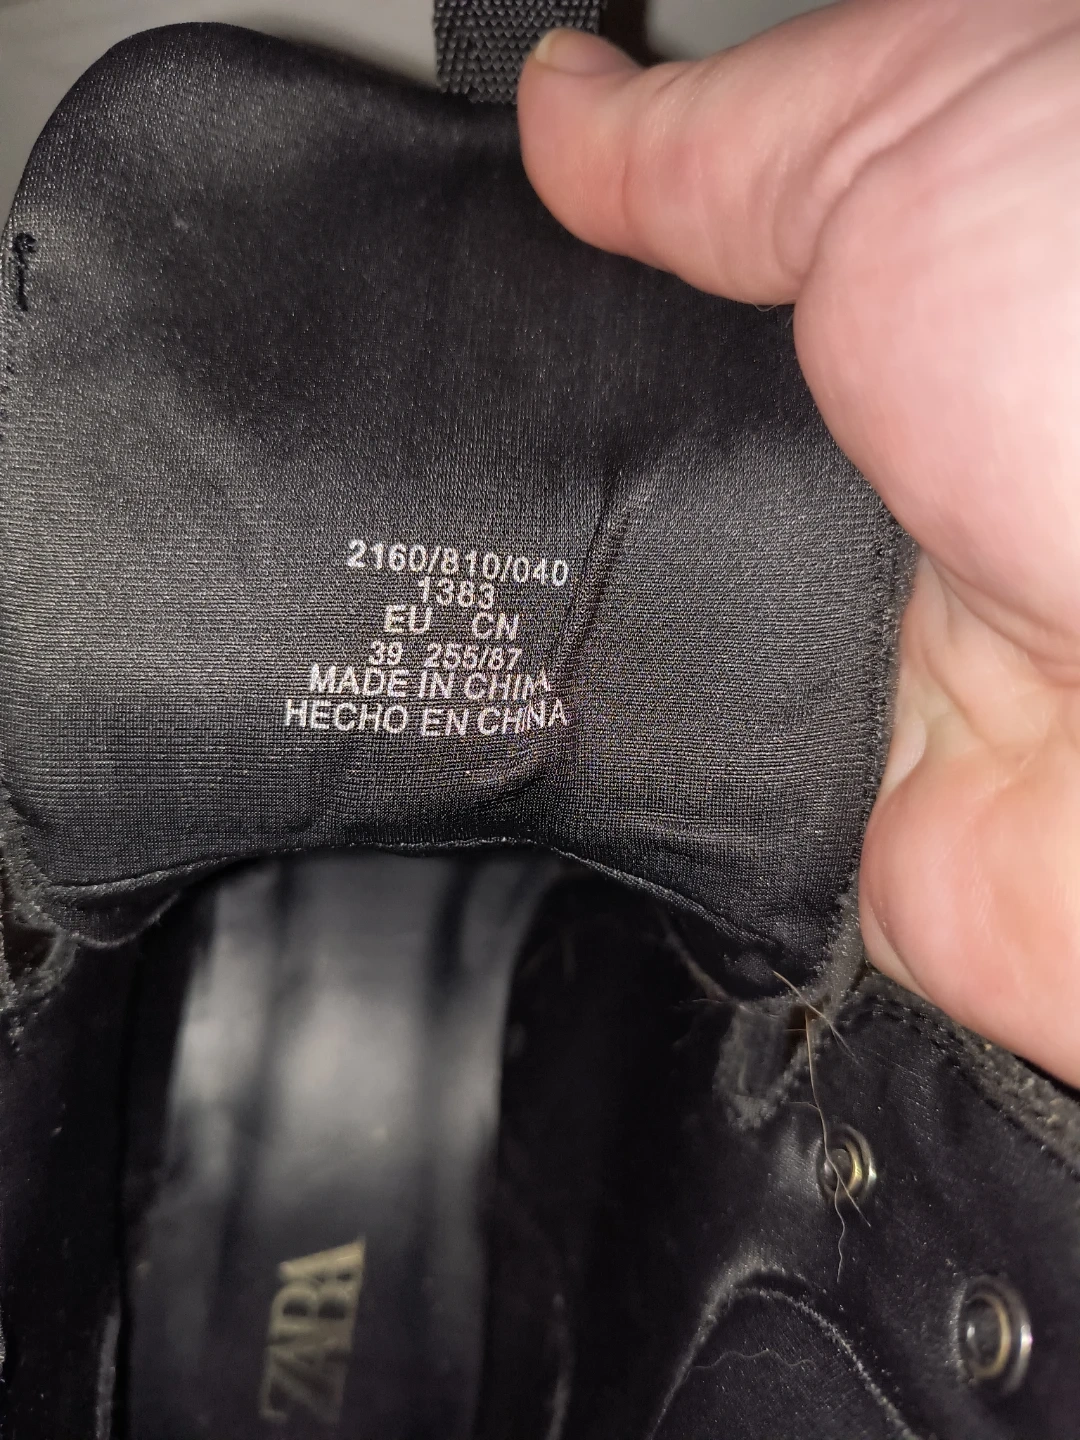 2160/810/040
1383
EU CN
39 255/87
MADE IN CHINA
HECHO EN CHINA
ZARA